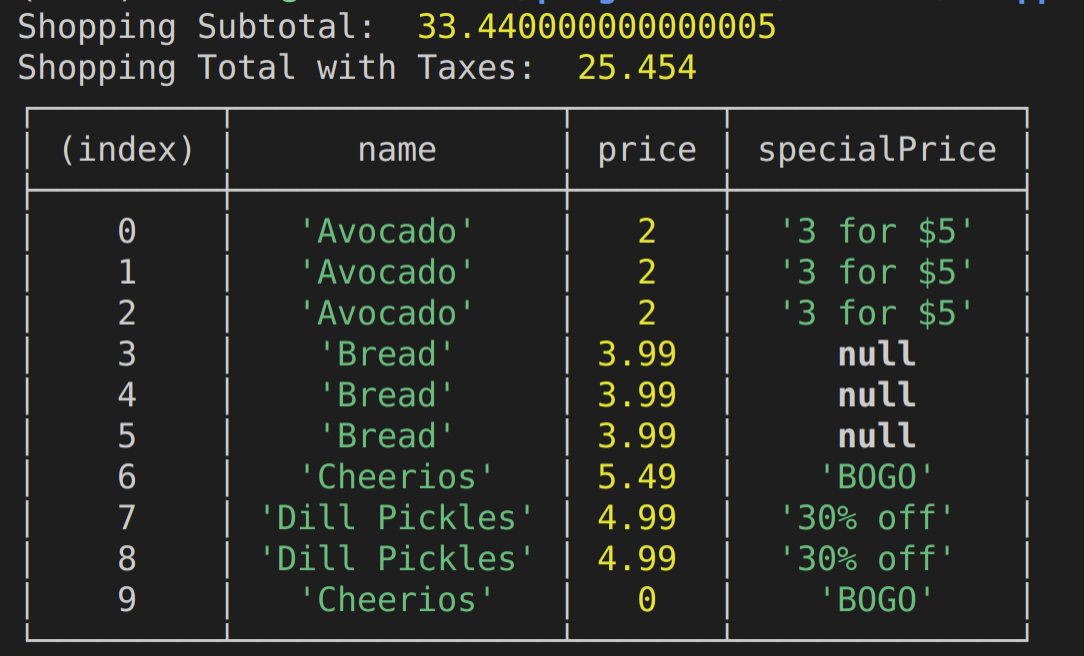 Shopping Subtotal: 33.440000000000005
Shopping Total with Taxes: 25.454
(index) name price specialPrice
0 'Avocado' 2 '3 for $5'
1 'Avocado' 2 '3 for $5'
2 'Avocado' 2 '3 for $5'
3 'Bread' 3.99 null
4 'Bread' 3.99 null
5 'Bread' 3.99 null
6 'Cheerios' 5.49 'BOGO'
7 'Dill Pickles' 4.99 '30% off'
8 'Dill Pickles' 4.99 '30% off'
9 'Cheerios' 0 'BOGO'